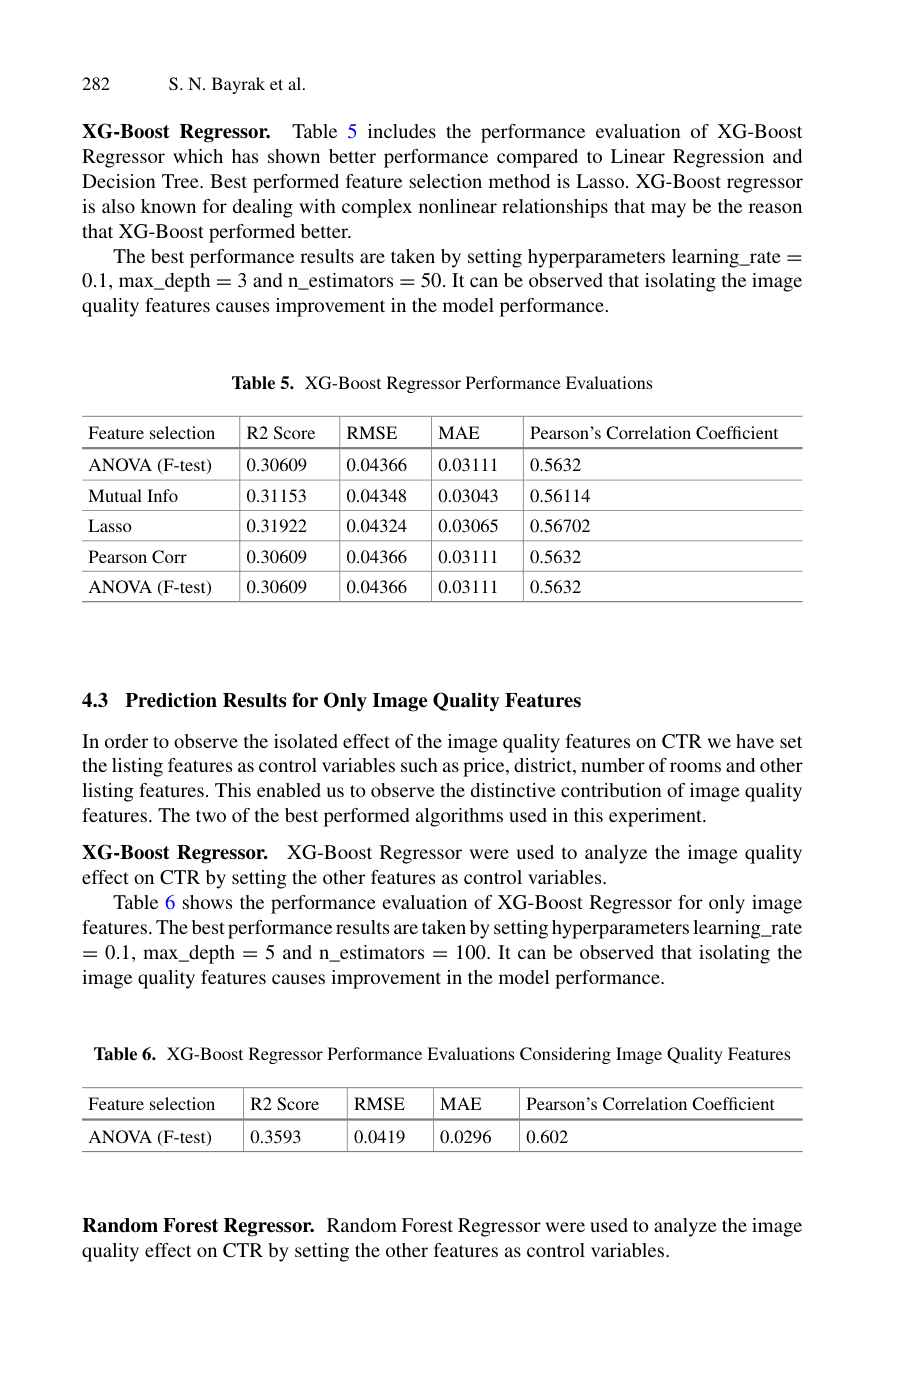 282 S. N. Bayrak et al.
XG-Boost Regressor. Table 5 includes the performance evaluation of XG-Boost
Regressor which has shown better performance compared to Linear Regression and
Decision Tree. Best performed feature selection method is Lasso. XG-Boost regressor
is also known for dealing with complex nonlinear relationships that may be the reason
that XG-Boost performed better.
The best performance results are taken by setting hyperparameters learning_rate =
0.1, max_depth = 3 and n_estimators = 50. It can be observed that isolating the image
quality features causes improvement in the model performance.
Table 5. XG-Boost Regressor Performance Evaluations
Feature selection R2 Score RMSE MAE Pearson's Correlation Coefficient
ANOVA (F-test) 0.30609 0.04366 0.03111 0.5632
Mutual Info 0.31153 0.04348 0.03043 0.56114
Lasso 0.31922 0.04324 0.03065 0.56702
Pearson Corr 0.30609 0.04366 0.03111 0.5632
ANOVA (F-test) 0.30609 0.04366 0.03111 0.5632
4.3 Prediction Results for Only Image Quality Features
In order to observe the isolated effect of the image quality features on CTR we have set
the listing features as control variables such as price, district, number of rooms and other
listing features. This enabled us to observe the distinctive contribution of image quality
features. The two of the best performed algorithms used in this experiment.
XG-Boost Regressor. XG-Boost Regressor were used to analyze the image quality
effect on CTR by setting the other features as control variables.
Table 6 shows the performance evaluation of XG-Boost Regressor for only image
features. The best performance results are taken by setting hyperparameters learning_rate
= 0.1, max_depth = 5 and n_estimators = 100. It can be observed that isolating the
image quality features causes improvement in the model performance.
Table 6. XG-Boost Regressor Performance Evaluations Considering Image Quality Features
Feature selection R2 Score RMSE MAE Pearson's Correlation Coefficient
ANOVA (F-test) 0.3593 0.0419 0.0296 0.602
Random Forest Regressor. Random Forest Regressor were used to analyze the image
quality effect on CTR by setting the other features as control variables.